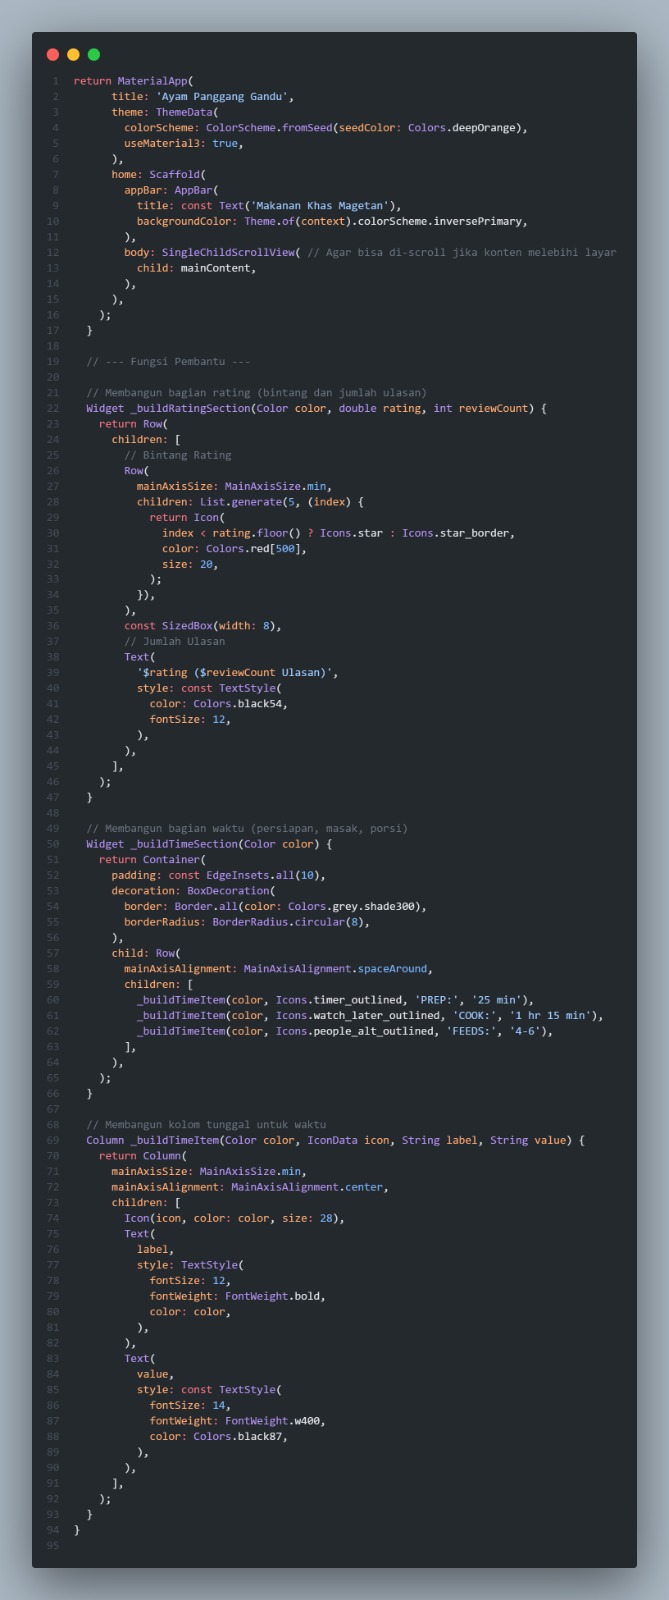 1 return MaterialApp(
2 title: 'Ayam Panggang Gandu',
3 theme: ThemeData(
4 colorScheme: ColorScheme.fromSeed(seedColor: Colors.deepOrange),
5 useMaterial3: true,
6 ),
7 home: Scaffold(
8 appBar: AppBar(
9 title: const Text('Makanan Khas Magetan'),
10 backgroundColor: Theme.of(context).colorScheme.inversePrimary,
11 ),
12 body: SingleChildScrollView( // Agar bisa di-scroll jika konten melebihi layar
13 child: mainContent,
14 ),
15 ),
16 );
17 }
18
19 // --- Fungsi Pembantu ---
20
21 // Membangun bagian rating (bintang dan jumlah ulasan)
22 Widget _buildRatingSection(Color color, double rating, int reviewCount) {
23 return Row(
24 children: [
25 // Bintang Rating
26 Row(
27 mainAxisSize: MainAxisSize.min,
28 children: List.generate(5, (index) {
29 return Icon(
30 index < rating.floor() ? Icons.star : Icons.star_border,
31 color: Colors.red[500],
32 size: 20,
33 );
34 }),
35 ),
36 const SizedBox(width: 8),
37 // Jumlah Ulasan
38 Text(
39 '$rating ($reviewCount Ulasan)',
40 style: const TextStyle(
41 color: Colors.black54,
42 fontSize: 12,
43 ),
44 ),
45 ],
46 );
47 }
48
49 // Membangun bagian waktu (persiapan, masak, porsi)
50 Widget _buildTimeSection(Color color) {
51 return Container(
52 padding: const EdgeInsets.all(10),
53 decoration: BoxDecoration(
54 border: Border.all(color: Colors.grey.shade300),
55 borderRadius: BorderRadius.circular(8),
56 ),
57 child: Row(
58 mainAxisAlignment: MainAxisAlignment.spaceAround,
59 children: [
60 _buildTimeItem(color, Icons.timer_outlined, 'PREP:', '25 min'),
61 _buildTimeItem(color, Icons.watch_later_outlined, 'COOK:', '1 hr 15 min'),
62 _buildTimeItem(color, Icons.people_alt_outlined, 'FEEDS:', '4-6'),
63 ],
64 ),
65 );
66 }
67
68 // Membangun kolom tunggal untuk waktu
69 Column _buildTimeItem(Color color, IconData icon, String label, String value) {
70 return Column(
71 mainAxisSize: MainAxisSize.min,
72 mainAxisAlignment: MainAxisAlignment.center,
73 children: [
74 Icon(icon, color: color, size: 28),
75 Text(
76 label,
77 style: TextStyle(
78 fontSize: 12,
79 fontWeight: FontWeight.bold,
80 color: color,
81 ),
82 ),
83 Text(
84 value,
85 style: const TextStyle(
86 fontSize: 14,
87 fontWeight: FontWeight.w400,
88 color: Colors.black87,
89 ),
90 ),
91 ],
92 );
93 }
94 }
95